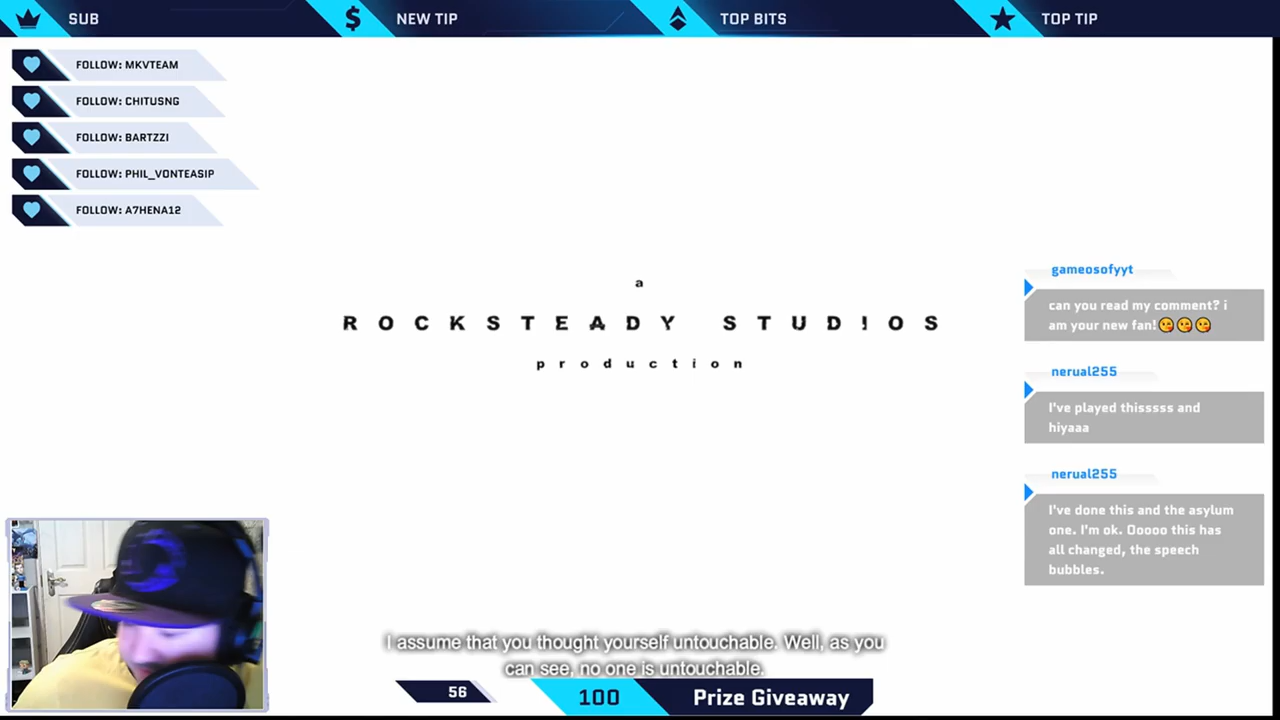 SUB
NEW TIP
TOP BITS
TOP TIP
FOLLOW: MKVTEAM
FOLLOW: CHITUSNG
FOLLOW: BARTZZI
FOLLOW: PHIL_VONTEASIP
FOLLOW: A7HENA12
a
ROCKSTEADY STUDIOS
production
gameosofyyt
can you read my comment? i
am your new fan!😘😘😘
nerual255
I've played thisssss and
hiyaaa
nerual255
I've done this and the asylum
one. I'm ok. Ooooo this has
all changed, the speech
bubbles.
I assume that you thought yourself untouchable. Well, as you
can see, no one is untouchable.
56
100
Prize Giveaway